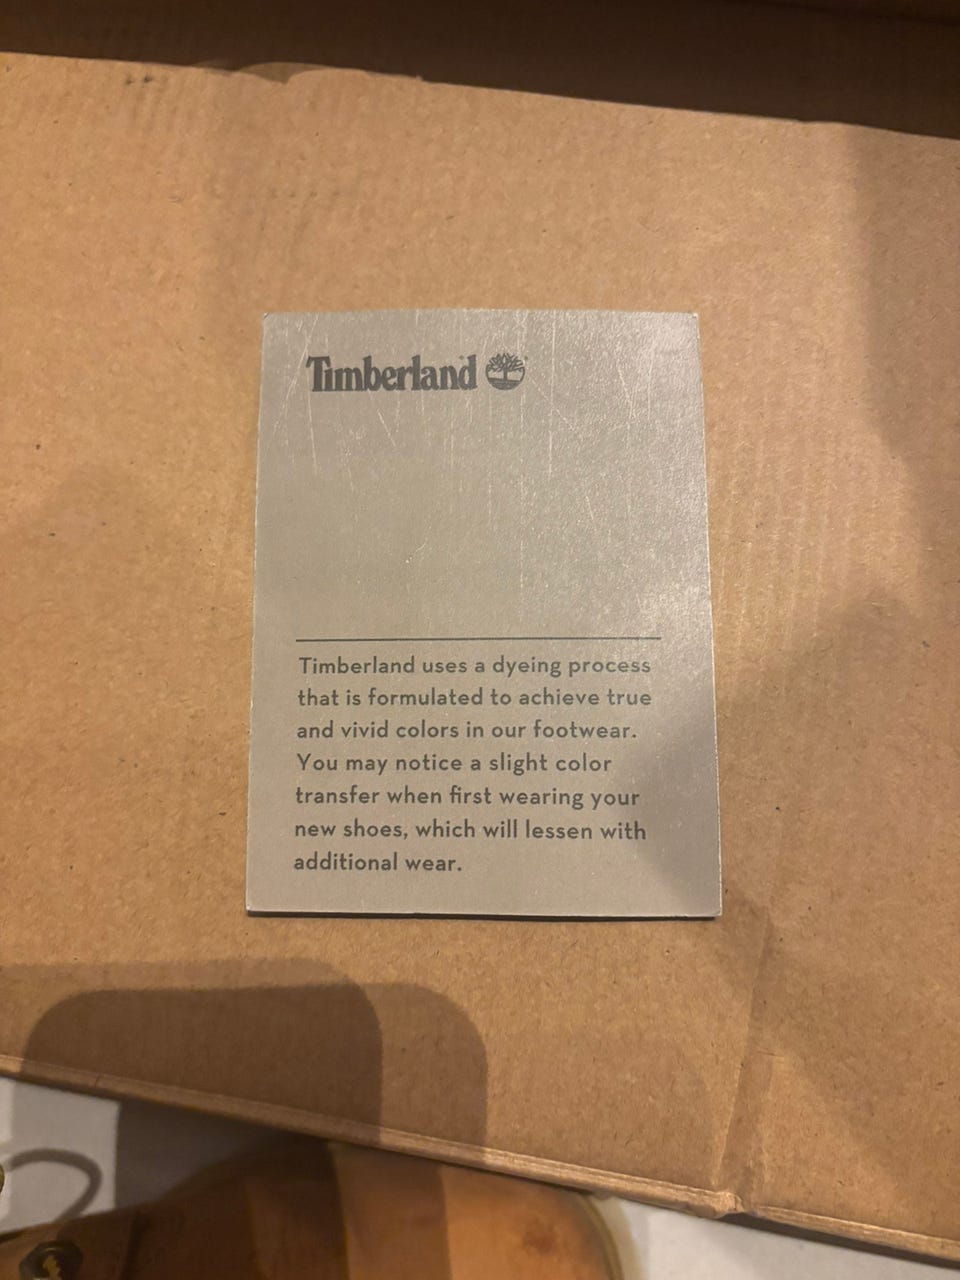 Timberland
Timberland uses a dyeing process
that is formulated to achieve true
and vivid colors in our footwear.
You may notice a slight color
transfer when first wearing your
new shoes, which will lessen with
additional wear.